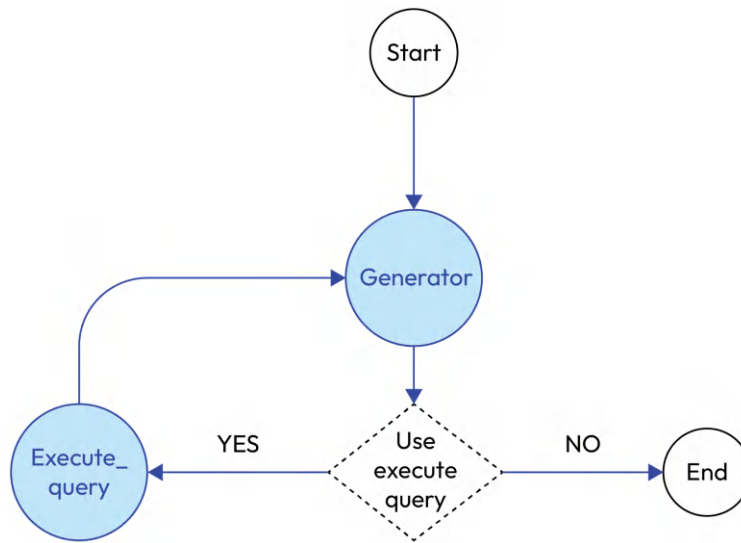 Start
Generator
Execute_
query
YES
Use
execute
query
NO
End